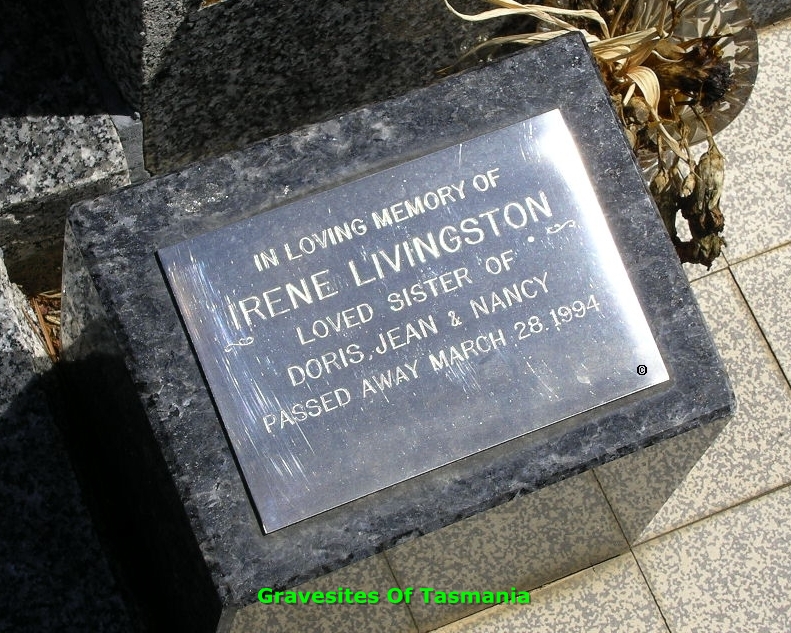 IN LOVING MEMORY OF
IRENE LIVINGSTON
LOVED SISTER OF
DORIS, JEAN & NANCY
PASSED AWAY MARCH 28. 1994
©
Gravesites Of Tasmania